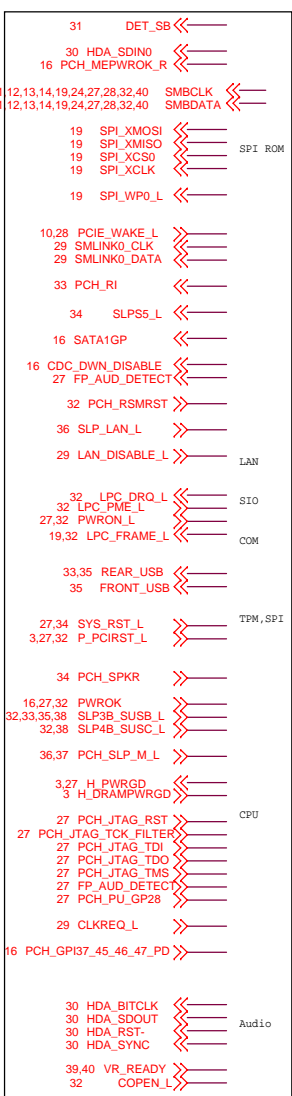 31 DET_SB
30 HDA_SDIN0
16 PCH_MEPWROK_R
12,13,14,19,24,27,28,32,40 SMBCLK
12,13,14,19,24,27,28,32,40 SMBDATA
19 SPI_XMOSI
19 SPI_XMISO SPI ROM
19 SPI_XCS0
19 SPI_XCLK
19 SPI_WP0_L
10,28 PCIE_WAKE_L
29 SMLINK0_CLK
29 SMLINK0_DATA
33 PCH_RI
34 SLPS5_L
16 SATA1GP
16 CDC_DWN_DISABLE
27 FP_AUD_DETECT
32 PCH_RSMRST
36 SLP_LAN_L
29 LAN_DISABLE_L LAN
32 LPC_DRQ_L SIO
32 LPC_PME_L
27,32 PWRON_L
19,32 LPC_FRAME_L COM
33,35 REAR_USB
35 FRONT_USB
27,34 SYS_RST_L TPM,SPI
3,27,32 P_PCIRST_L
34 PCH_SPKR
16,27,32 PWROK
32,33,35,38 SLP3B_SUSB_L
32,38 SLP4B_SUSC_L
36,37 PCH_SLP_M_L
3,27 H_PWRGD
3 H_DRAMPWRGD
27 PCH_JTAG_RST CPU
27 PCH_JTAG_TCK_FILTER
27 PCH_JTAG_TDI
27 PCH_JTAG_TDO
27 PCH_JTAG_TMS
27 FP_AUD_DETECT
27 PCH_PU_GP28
29 CLKREQ_L
16 PCH_GPI37_45_46_47_PD
30 HDA_BITCLK
30 HDA_SDOUT
30 HDA_RST- Audio
30 HDA_SYNC
39,40 VR_READY
32 COPEN_L